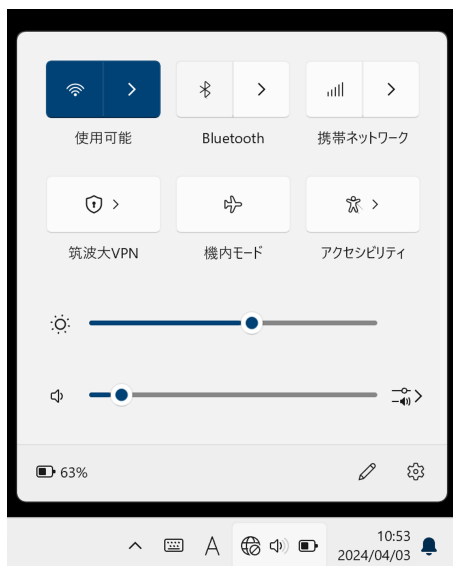 使用可能
Bluetooth
携帯ネットワーク
筑波大VPN
機内モード
アクセシビリティ
63%
A
10:53
2024/04/03